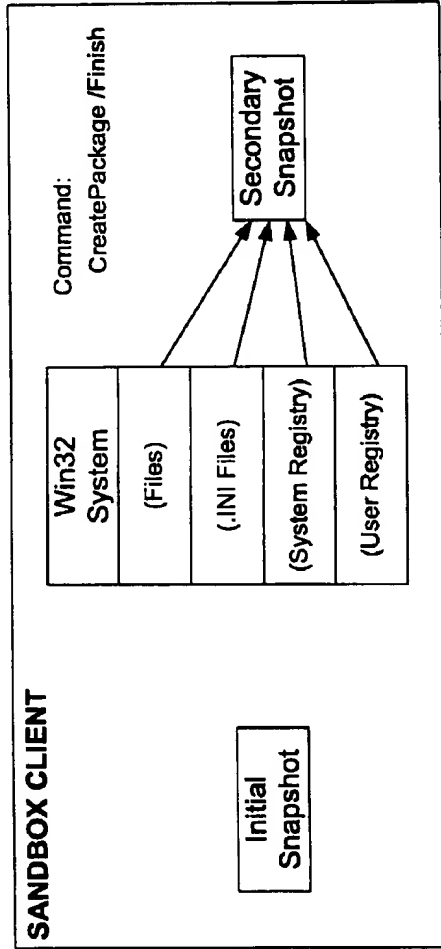 SANDBOX CLIENT
Initial
Snapshot
Win32
System
(Files)
(.INI Files)
(System Registry)
(User Registry)
Command:
CreatePackage /Finish
Secondary
Snapshot